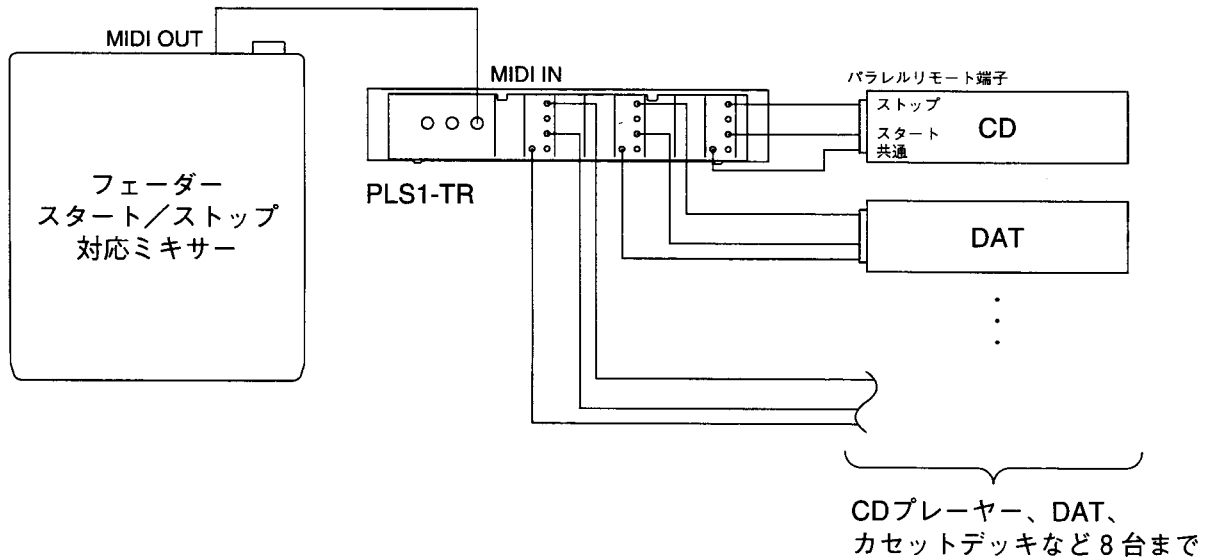 MIDI OUT
MIDI IN
PLS1-TR
フェーダー
スタート／ストップ
対応ミキサー
パラレルリモート端子
ストップ
スタート
共通
CD
DAT
CDプレーヤー、DAT、
カセットデッキなど8台まで